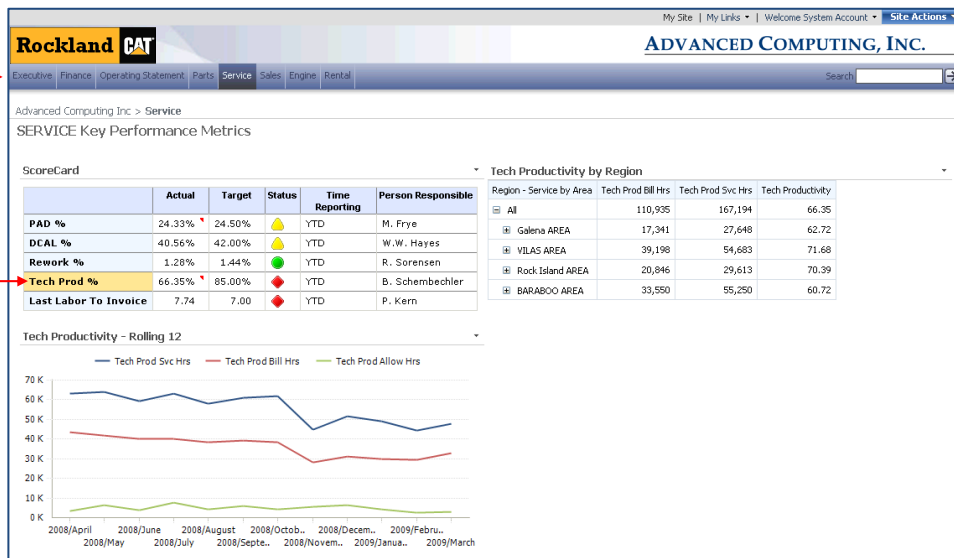 My Site | My Links | Welcome System Account Site Actions
Rockland CAT
ADVANCED COMPUTING, INC.
Executive Finance Operating Statement Parts Service Sales Engine Rental Search
Advanced Computing Inc > Service
SERVICE Key Performance Metrics
ScoreCard
Actual Target Status Time Reporting Person Responsible
PAD % 24.33% 24.50% YTD M. Frye
DCAL % 40.56% 42.00% YTD W.W. Hayes
Rework % 1.28% 1.44% YTD R. Sorensen
Tech Prod % 66.35% 85.00% YTD B. Schembechler
Last Labor To Invoice 7.74 7.00 YTD P. Kern
Tech Productivity by Region
Region - Service by Area Tech Prod Bill Hrs Tech Prod Svc Hrs Tech Productivity
All 110,935 167,194 66.35
Galena AREA 17,341 27,648 62.72
VILAS AREA 39,198 54,683 71.68
Rock Island AREA 20,846 29,613 70.39
BARABOO AREA 33,550 55,250 60.72
Tech Productivity - Rolling 12
Tech Prod Svc Hrs Tech Prod Bill Hrs Tech Prod Allow Hrs
70 K
60 K
50 K
40 K
30 K
20 K
10 K
0 K
2008/April 2008/June 2008/August 2008/Octob.. 2008/Decem.. 2009/Febru..
2008/May 2008/July 2008/Septe.. 2008/Novem.. 2009/Janua.. 2009/March